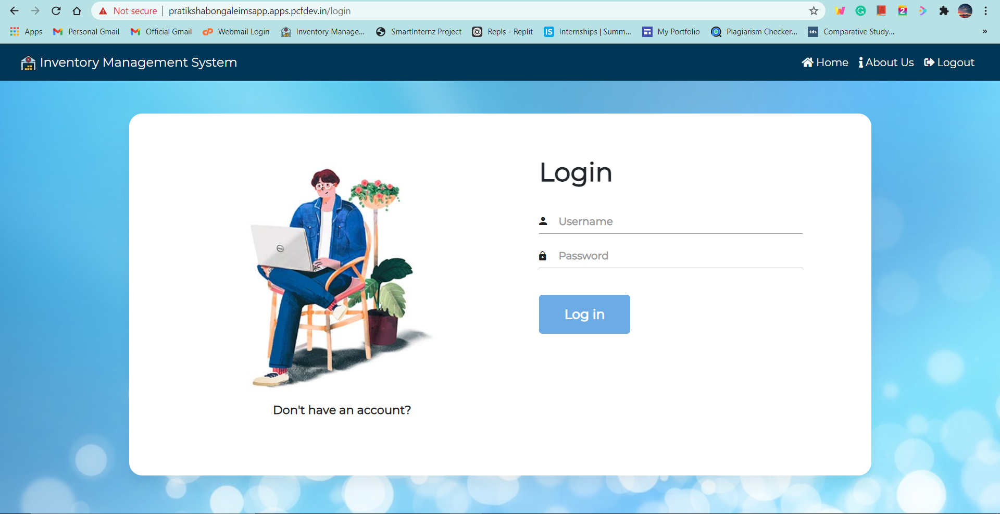 Not secure | pratikshabongaleimsapp.apps.pcfdev.in/login
Apps Personal Gmail Official Gmail Webmail Login Inventory Manage... SmartInternz Project Repls - Replit Internships | Summ... My Portfolio Plagiarism Checker... Comparative Study... »
Inventory Management System Home About Us Logout
Login
Username
Password
Log in
Don't have an account?